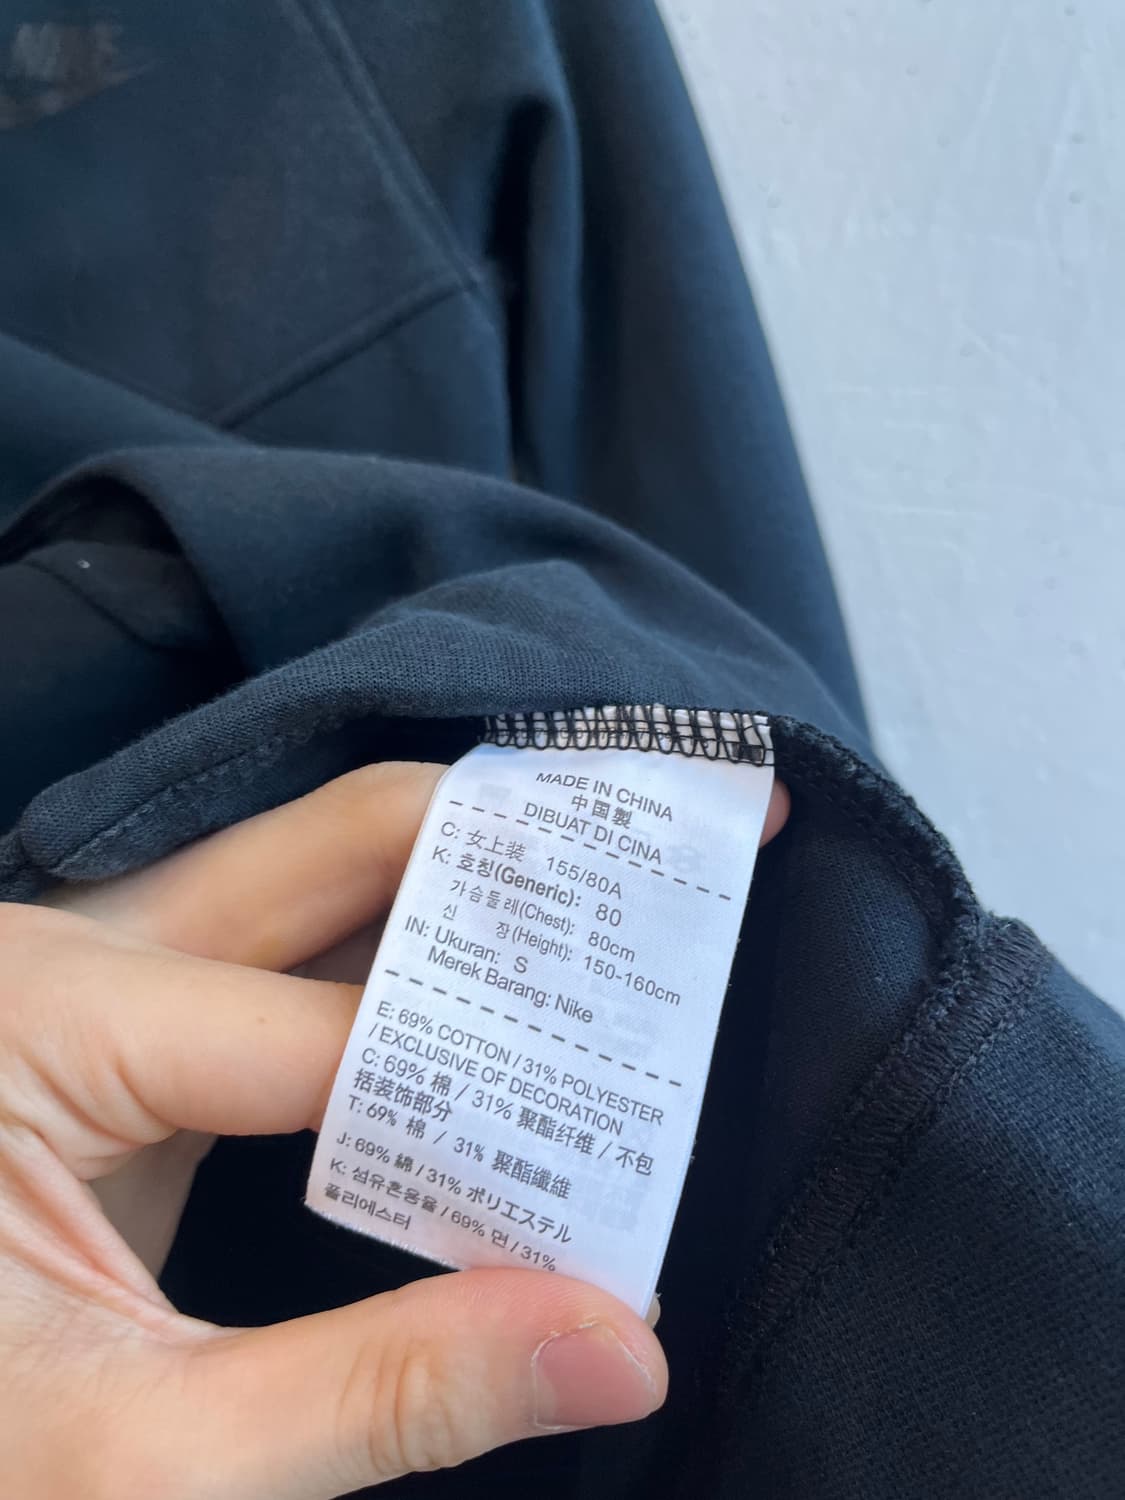 NIKE
MADE IN CHINA
中国製
DIBUAT DI CINA
C: 女上装 155/80A
K: 호칭(Generic): 80
가슴둘레(Chest): 80cm
신 장(Height): 150-160cm
IN: Ukuran: S
Merek Barang: Nike
E: 69% COTTON / 31% POLYESTER
/ EXCLUSIVE OF DECORATION
C: 69% 棉 / 31% 聚酯纤维 / 不包
括装饰部分
T: 69% 棉 / 31% 聚酯纖維
J: 69% 綿 / 31% ポリエステル
K: 섬유혼용율 / 69% 면 / 31%
폴리에스터